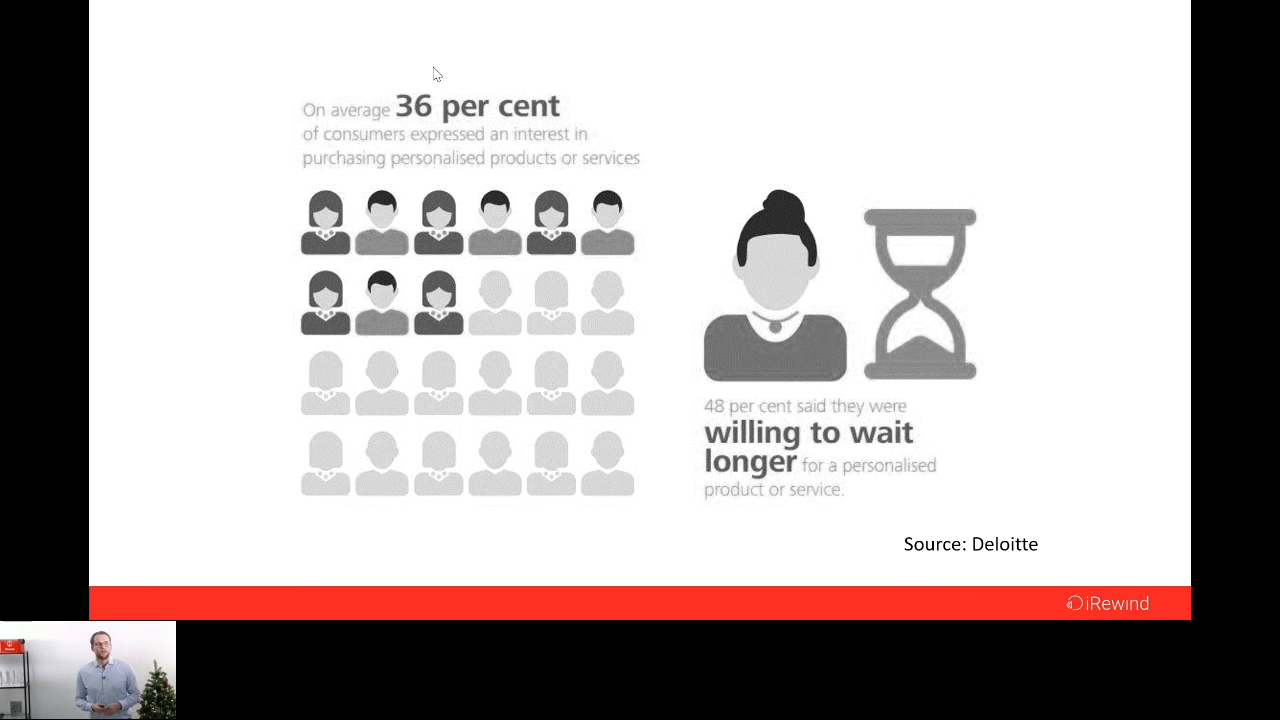 On average 36 per cent
of consumers expressed an interest in
purchasing personalised products or services
48 per cent said they were
willing to wait
longer for a personalised
product or service.
Source: Deloitte
iRewind